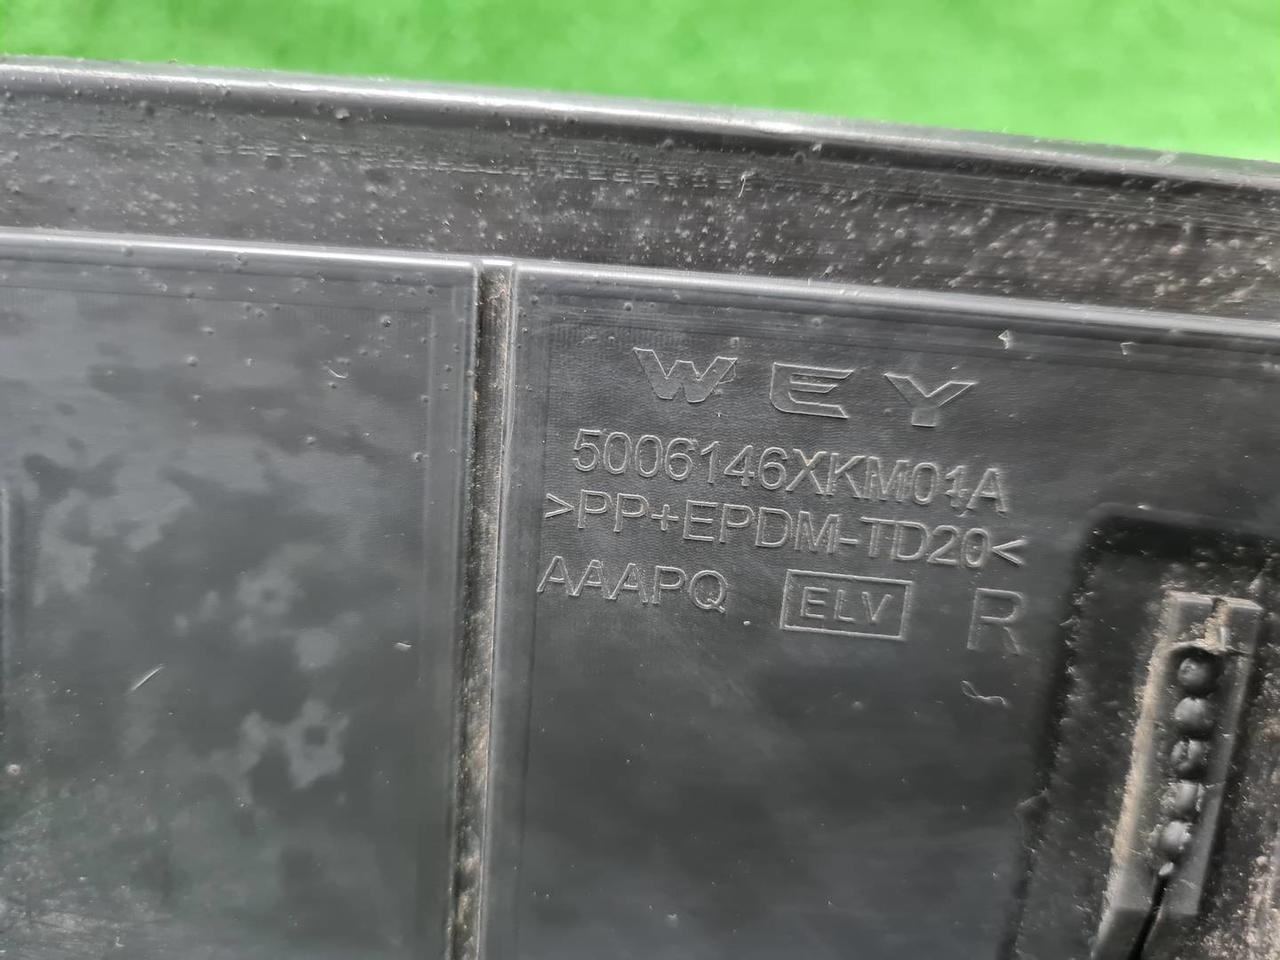 WEY
5006146XKM01A
>PP+EPDM-TD20<
AAAPQ ELV R